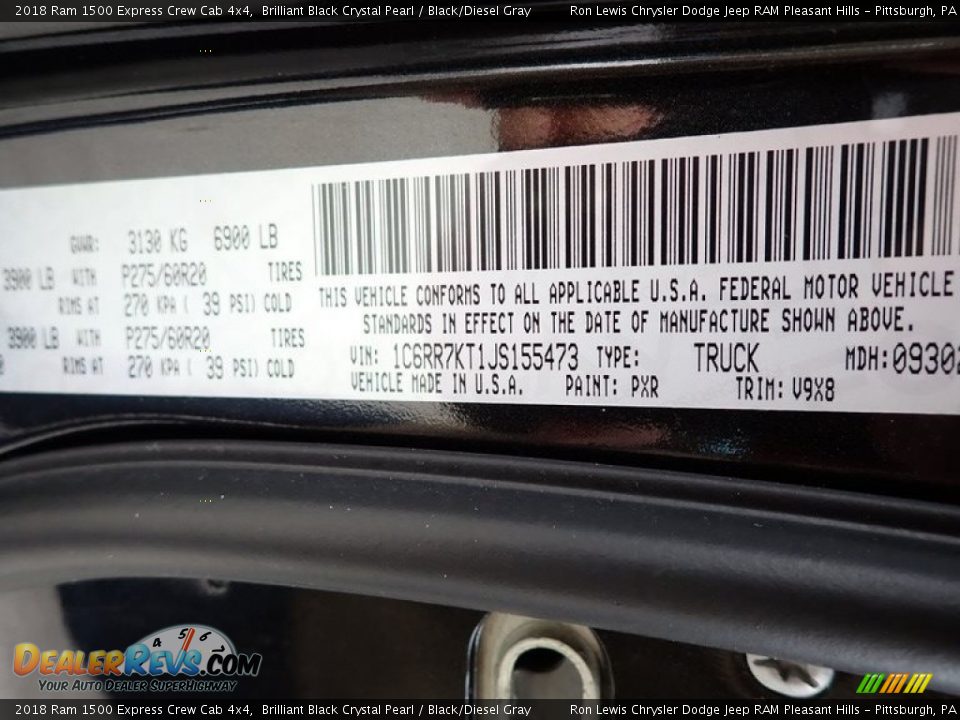 2018 Ram 1500 Express Crew Cab 4x4, Brilliant Black Crystal Pearl / Black/Diesel Gray Ron Lewis Chrysler Dodge Jeep RAM Pleasant Hills - Pittsburgh, PA
GVWR: 3130 KG 6900 LB
3900 LB WITH P275/60R20 TIRES
RIMS AT 270 KPA ( 39 PSI) COLD
3900 LB WITH P275/60R20 TIRES
RIMS AT 270 KPA ( 39 PSI) COLD
THIS VEHICLE CONFORMS TO ALL APPLICABLE U.S.A. FEDERAL MOTOR VEHICLE
STANDARDS IN EFFECT ON THE DATE OF MANUFACTURE SHOWN ABOVE.
VIN: 1C6RR7KT1JS155473 TYPE: TRUCK MDH: 09302
VEHICLE MADE IN U.S.A. PAINT: PXR TRIM: V9X8
4 5 6
DealerRevs.com
Your Auto Dealer SuperHighway
2018 Ram 1500 Express Crew Cab 4x4, Brilliant Black Crystal Pearl / Black/Diesel Gray Ron Lewis Chrysler Dodge Jeep RAM Pleasant Hills - Pittsburgh, PA